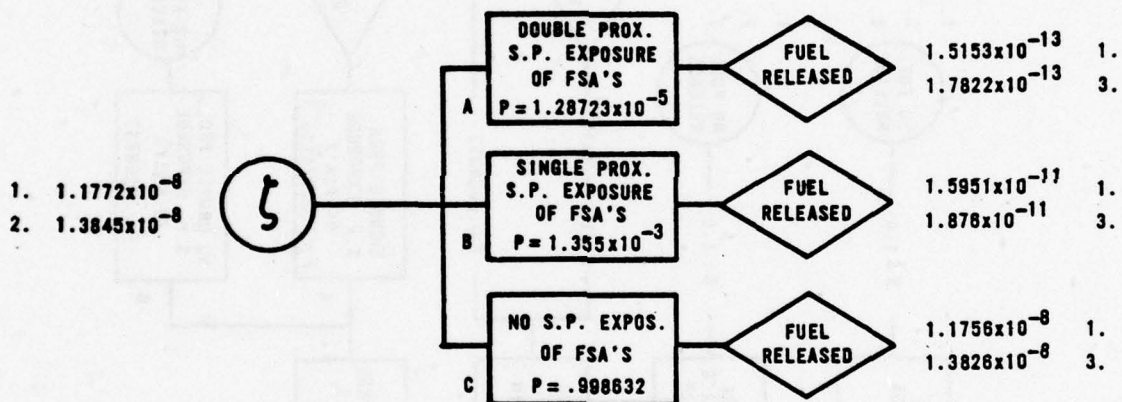 1. 1.1772x10⁻⁸
2. 1.3845x10⁻⁸
ζ
DOUBLE PROX.
S.P. EXPOSURE
OF FSA'S
A P = 1.28723x10⁻⁵
FUEL
RELEASED
1.5153x10⁻¹³ 1.
1.7822x10⁻¹³ 3.
SINGLE PROX.
S.P. EXPOSURE
OF FSA'S
B P = 1.355x10⁻³
FUEL
RELEASED
1.5951x10⁻¹¹ 1.
1.876x10⁻¹¹ 3.
NO S.P. EXPOS.
OF FSA'S
C P = .998632
FUEL
RELEASED
1.1756x10⁻⁸ 1.
1.3826x10⁻⁸ 3.